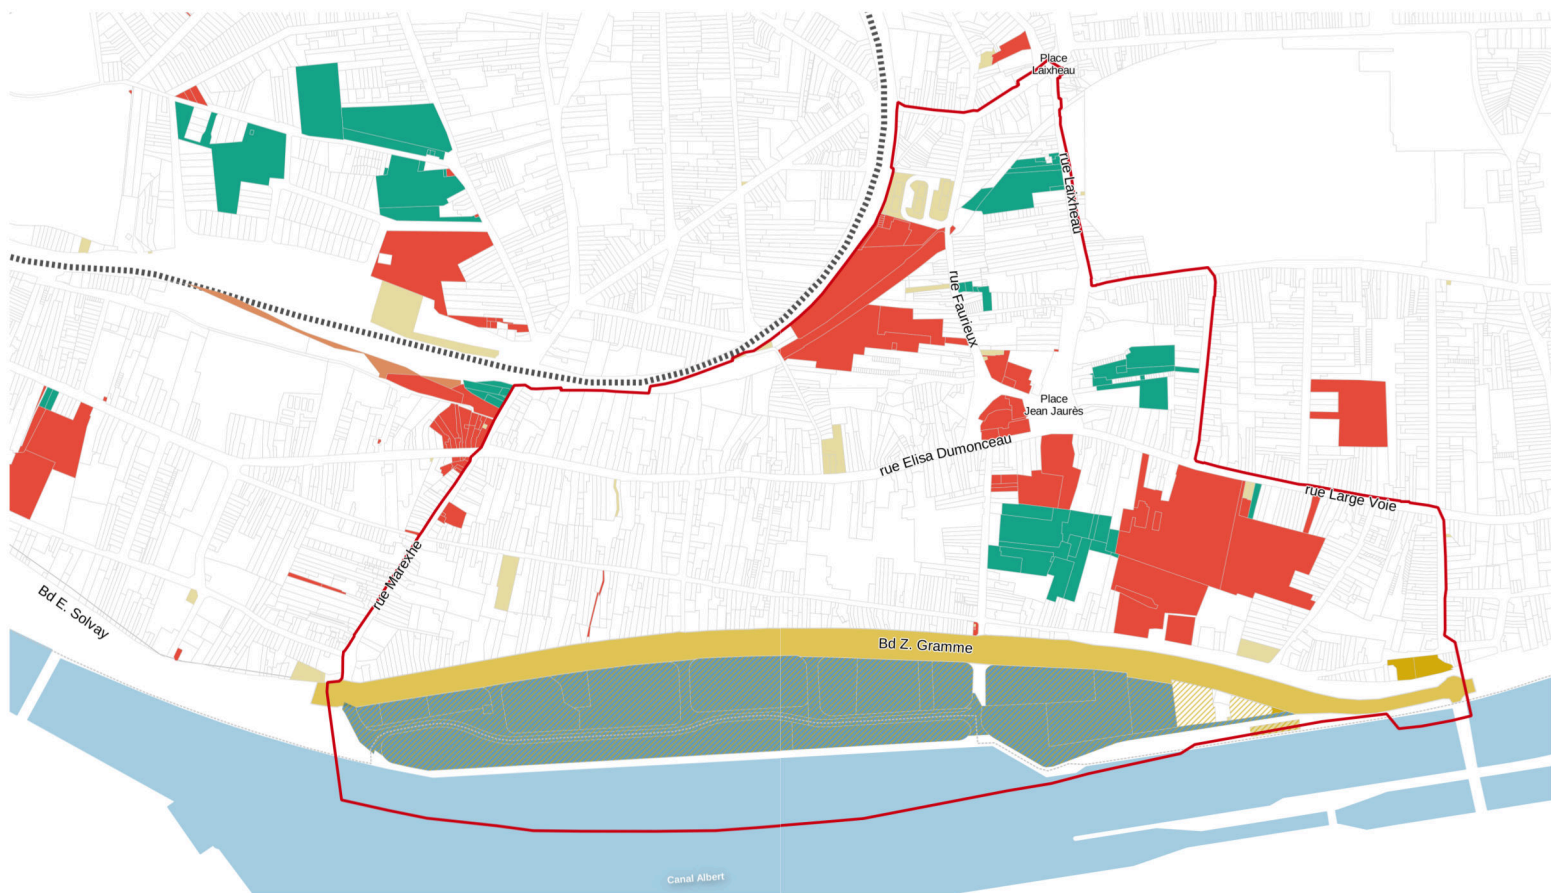 Place
Laixheau
rue Laixheau
rue Faurieux
Place
Jean Jaurès
rue Elisa Dumonceau
rue Large Voie
rue Marexhe
Bd E. Solvay
Bd Z. Gramme
Canal Albert